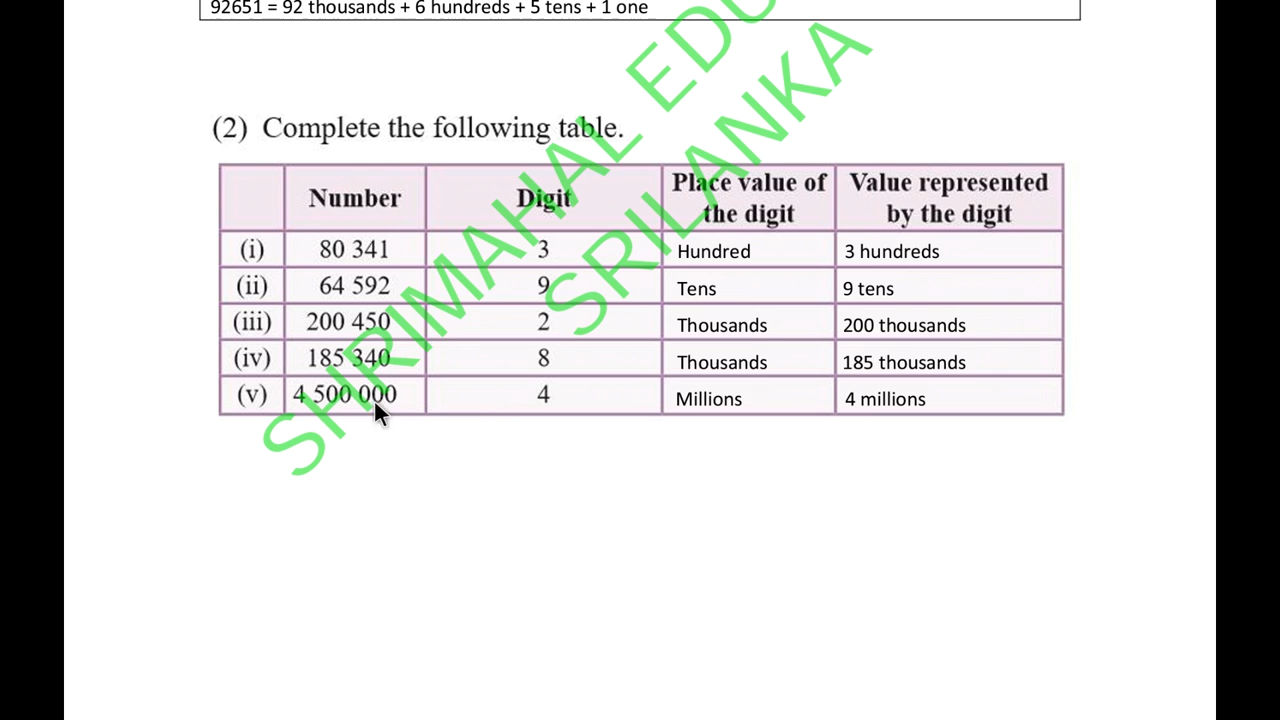 92651 = 92 thousands + 6 hundreds + 5 tens + 1 one
(2) Complete the following table.
Number Digit Place value of the digit Value represented by the digit
(i) 80 341 3 Hundred 3 hundreds
(ii) 64 592 9 Tens 9 tens
(iii) 200 450 2 Thousands 200 thousands
(iv) 185 340 8 Thousands 185 thousands
(v) 4 500 000 4 Millions 4 millions
SHRIMAHAL EDU
SRILANKA